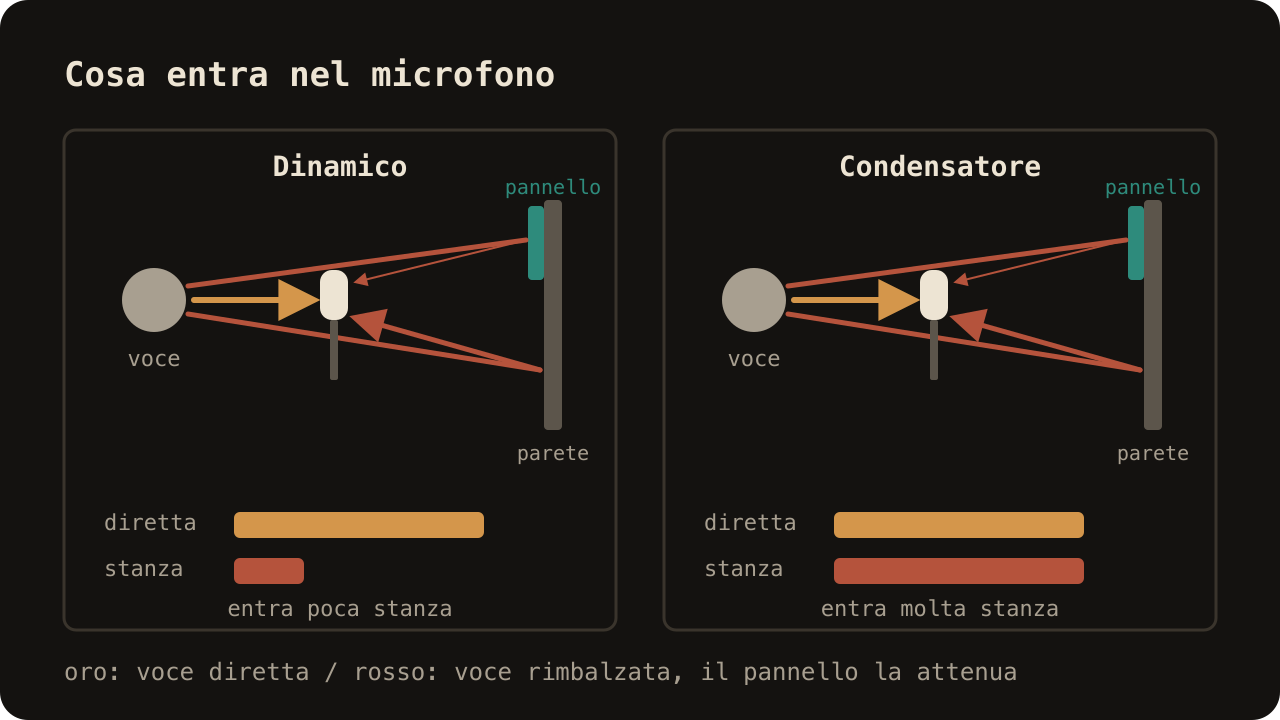 Cosa entra nel microfono
Dinamico
pannello
voce
parete
diretta
stanza
entra poca stanza
Condensatore
pannello
voce
parete
diretta
stanza
entra molta stanza
oro: voce diretta / rosso: voce rimbalzata, il pannello la attenua